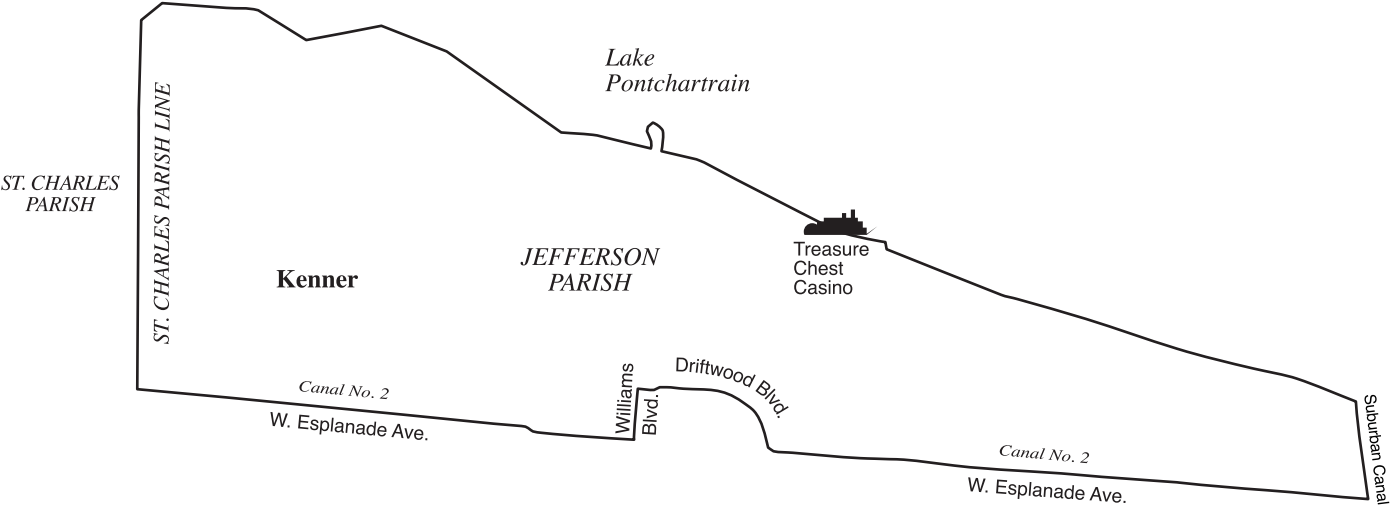 Lake
Pontchartrain
ST. CHARLES PARISH LINE
ST. CHARLES
PARISH
JEFFERSON
PARISH
Kenner
Treasure
Chest
Casino
Williams
Blvd.
Driftwood Blvd.
Canal No. 2
W. Esplanade Ave.
Suburban Canal
Canal No. 2
W. Esplanade Ave.